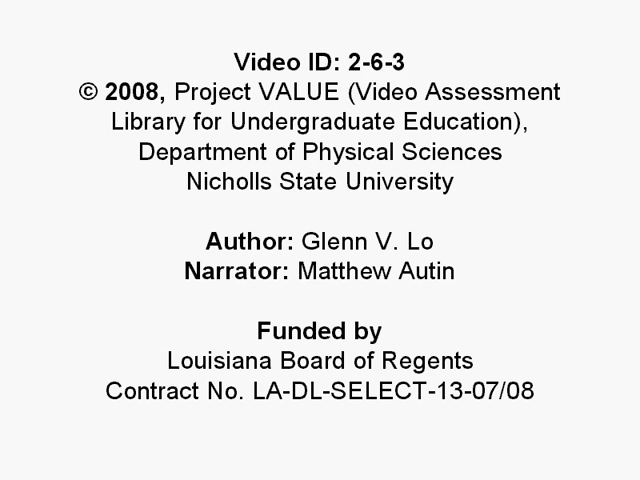 Video ID: 2-6-3
© 2008, Project VALUE (Video Assessment
Library for Undergraduate Education),
Department of Physical Sciences
Nicholls State University
Author: Glenn V. Lo
Narrator: Matthew Autin
Funded by
Louisiana Board of Regents
Contract No. LA-DL-SELECT-13-07/08